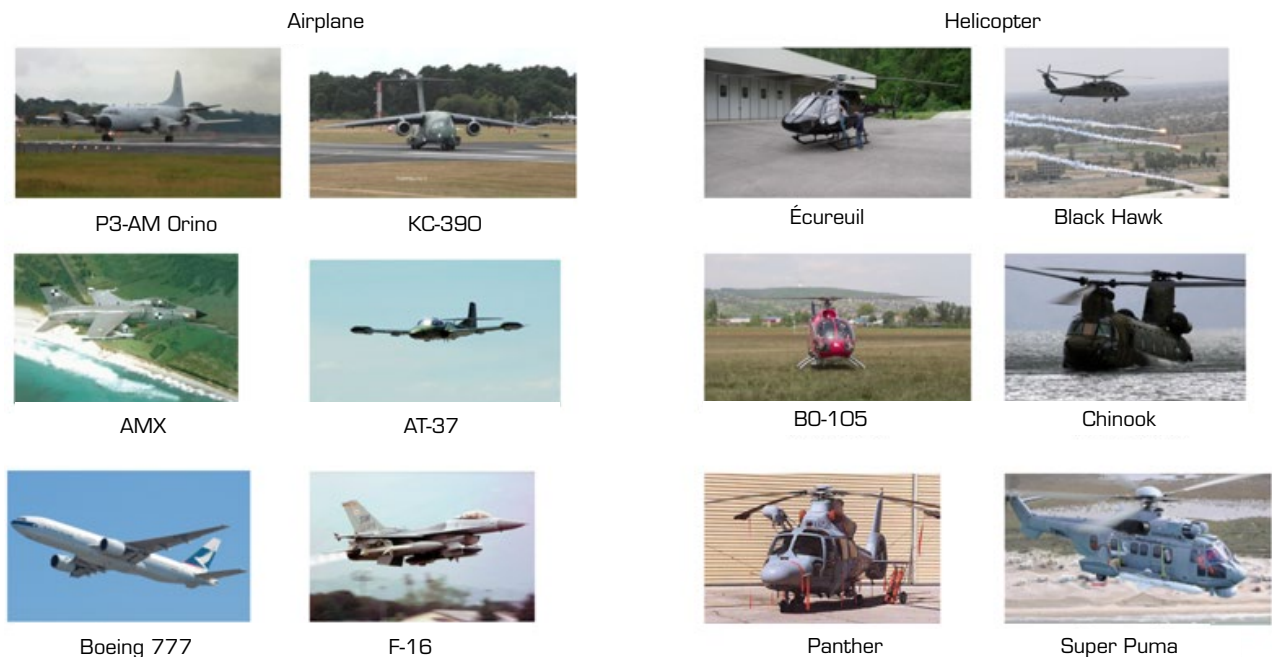 Airplane
Helicopter
P3-AM Orino
KC-390
Écureuil
Black Hawk
AMX
AT-37
BO-105
Chinook
Boeing 777
F-16
Panther
Super Puma